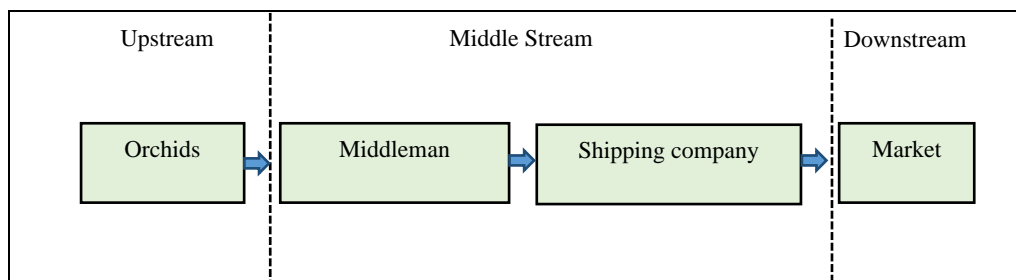 Upstream
Middle Stream
Downstream
Orchids
Middleman
Shipping company
Market